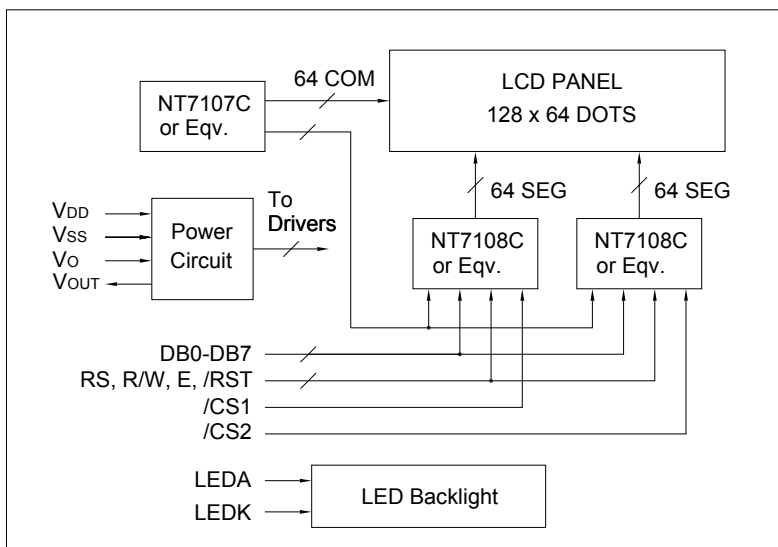 64 COM
NT7107C
or Eqv.
LCD PANEL
128 x 64 DOTS
64 SEG
64 SEG
NT7108C
or Eqv.
NT7108C
or Eqv.
VDD
VSS
VO
VOUT
Power
Circuit
To
Drivers
DB0-DB7
RS, R/W, E, /RST
/CS1
/CS2
LEDA
LEDK
LED Backlight